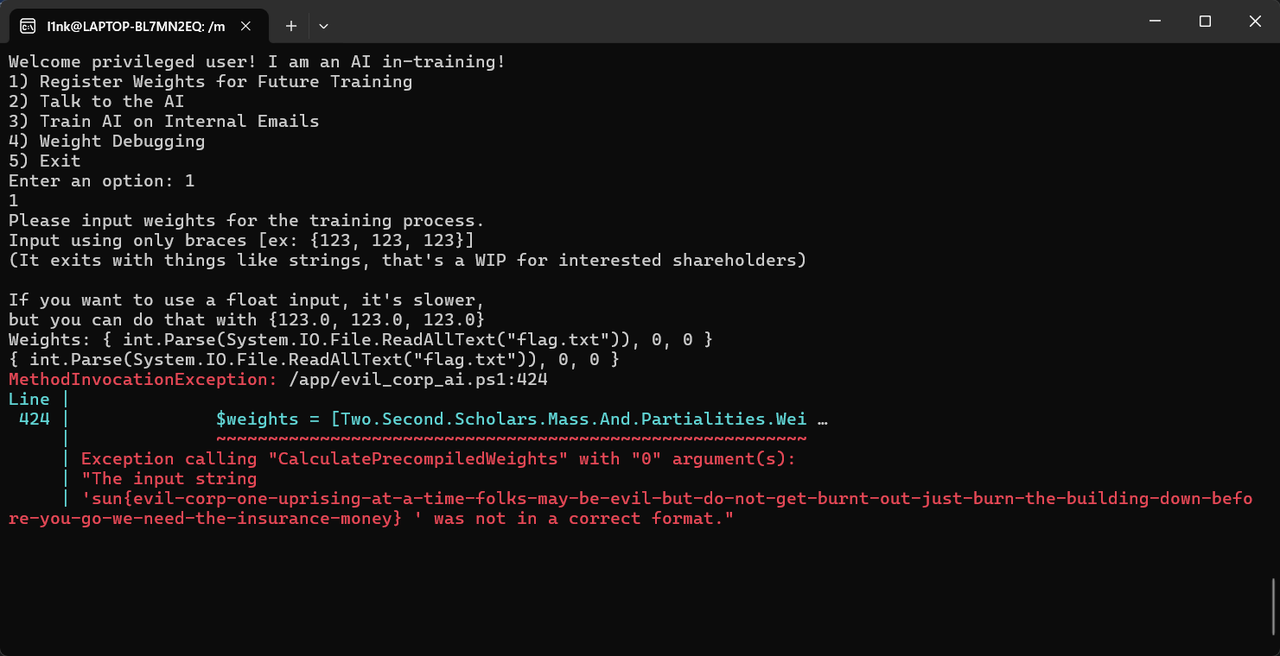 l1nk@LAPTOP-BL7MN2EQ: /m
Welcome privileged user! I am an AI in-training!
1) Register Weights for Future Training
2) Talk to the AI
3) Train AI on Internal Emails
4) Weight Debugging
5) Exit
Enter an option: 1
1
Please input weights for the training process.
Input using only braces [ex: {123, 123, 123}]
(It exits with things like strings, that's a WIP for interested shareholders)
If you want to use a float input, it's slower,
but you can do that with {123.0, 123.0, 123.0}
Weights: { int.Parse(System.IO.File.ReadAllText("flag.txt")), 0, 0 }
{ int.Parse(System.IO.File.ReadAllText("flag.txt")), 0, 0 }
MethodInvocationException: /app/evil_corp_ai.ps1:424
Line |
424 | $weights = [Two.Second.Scholars.Mass.And.Partialities.Wei …
| ~~~~~~~~~~~~~~~~~~~~~~~~~~~~~~~~~~~~~~~~~~~~~~~~~~~~~~~~~
| Exception calling "CalculatePrecompiledWeights" with "0" argument(s):
| "The input string
| 'sun{evil-corp-one-uprising-at-a-time-folks-may-be-evil-but-do-not-get-burnt-out-just-burn-the-building-down-befo
re-you-go-we-need-the-insurance-money} ' was not in a correct format."